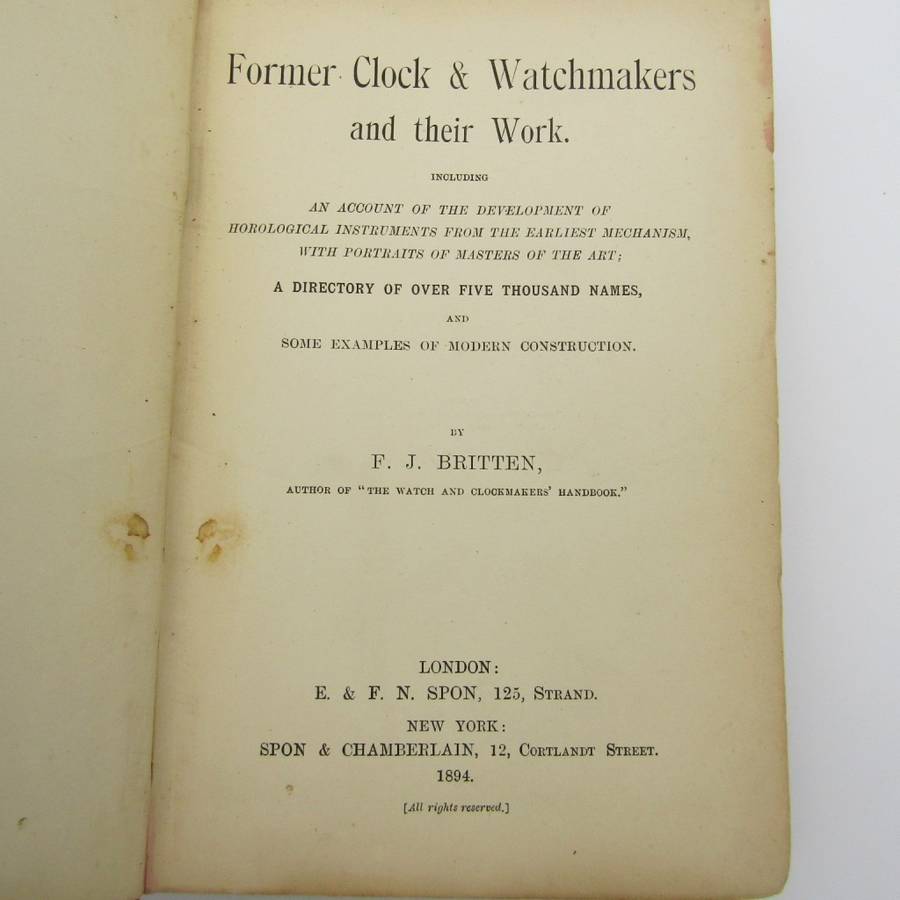 Former Clock & Watchmakers
and their Work.
INCLUDING
AN ACCOUNT OF THE DEVELOPMENT OF
HOROLOGICAL INSTRUMENTS FROM THE EARLIEST MECHANISM,
WITH PORTRAITS OF MASTERS OF THE ART;
A DIRECTORY OF OVER FIVE THOUSAND NAMES,
AND
SOME EXAMPLES OF MODERN CONSTRUCTION.
BY
F. J. BRITTEN,
AUTHOR OF "THE WATCH AND CLOCKMAKERS' HANDBOOK."
LONDON:
E. & F. N. SPON, 125, STRAND.
NEW YORK:
SPON & CHAMBERLAIN, 12, CORTLANDT STREET.
1894.
[All rights reserved.]